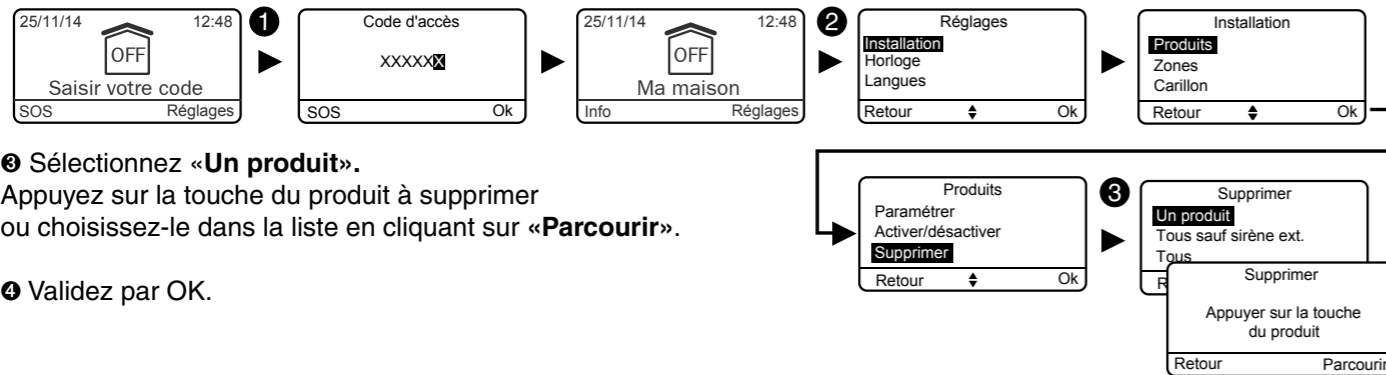 25/11/14 12:48
OFF
Saisir votre code
SOS Réglages
❶
Code d'accès
XXXXXX
SOS Ok
25/11/14 12:48
OFF
Ma maison
Info Réglages
❷
Réglages
Installation
Horloge
Langues
Retour Ok
Installation
Produits
Zones
Carillon
Retour Ok
❸ Sélectionnez «Un produit».
Appuyez sur la touche du produit à supprimer
ou choisissez-le dans la liste en cliquant sur «Parcourir».
❹ Validez par OK.
Produits
Paramétrer
Activer/désactiver
Supprimer
Retour Ok
❸
Supprimer
Un produit
Tous sauf sirène ext.
Tous
R
Supprimer
Appuyer sur la touche
du produit
Retour Parcourir